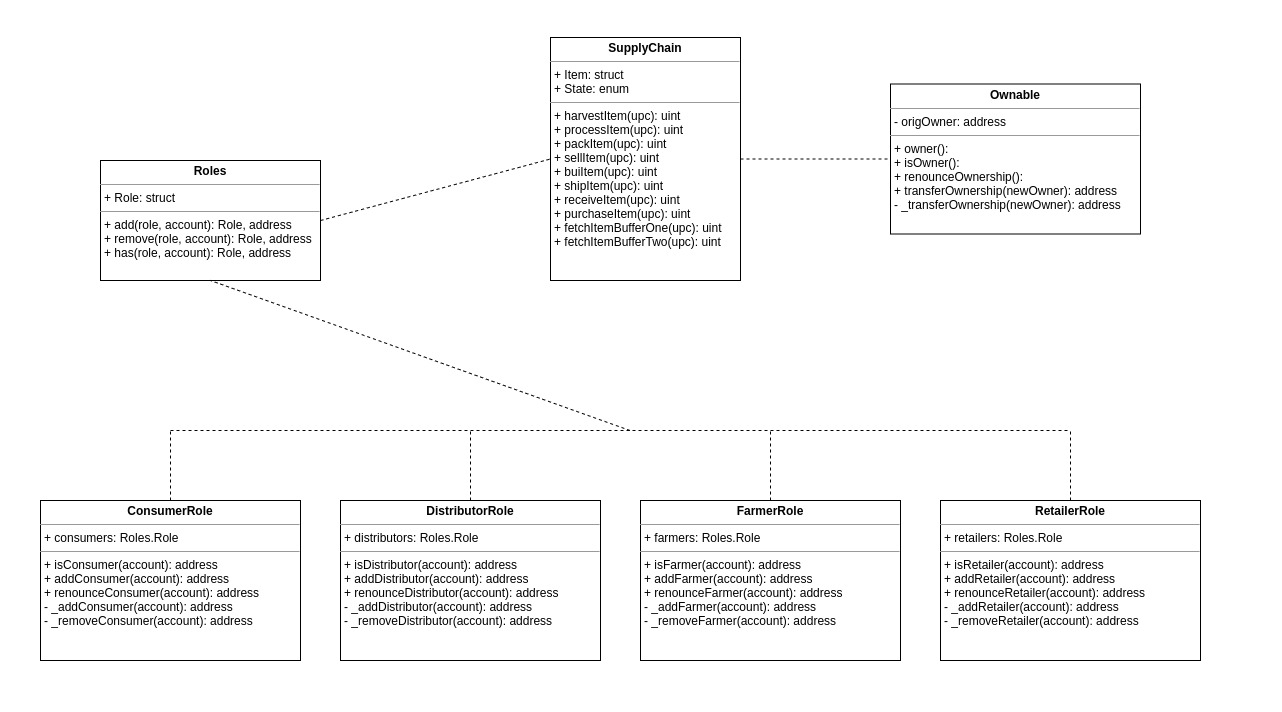 SupplyChain
+ Item: struct
+ State: enum
+ harvestItem(upc): uint
+ processItem(upc): uint
+ packItem(upc): uint
+ sellItem(upc): uint
+ builtem(upc): uint
+ shipItem(upc): uint
+ receiveItem(upc): uint
+ purchaseItem(upc): uint
+ fetchItemBufferOne(upc): uint
+ fetchItemBufferTwo(upc): uint
Ownable
- origOwner: address
+ owner():
+ isOwner():
+ renounceOwnership():
+ transferOwnership(newOwner): address
- _transferOwnership(newOwner): address
Roles
+ Role: struct
+ add(role, account): Role, address
+ remove(role, account): Role, address
+ has(role, account): Role, address
ConsumerRole
+ consumers: Roles.Role
+ isConsumer(account): address
+ addConsumer(account): address
+ renounceConsumer(account): address
- _addConsumer(account): address
- _removeConsumer(account): address
DistributorRole
+ distributors: Roles.Role
+ isDistributor(account): address
+ addDistributor(account): address
+ renounceDistributor(account): address
- _addDistributor(account): address
- _removeDistributor(account): address
FarmerRole
+ farmers: Roles.Role
+ isFarmer(account): address
+ addFarmer(account): address
+ renounceFarmer(account): address
- _addFarmer(account): address
- _removeFarmer(account): address
RetailerRole
+ retailers: Roles.Role
+ isRetailer(account): address
+ addRetailer(account): address
+ renounceRetailer(account): address
- _addRetailer(account): address
- _removeRetailer(account): address